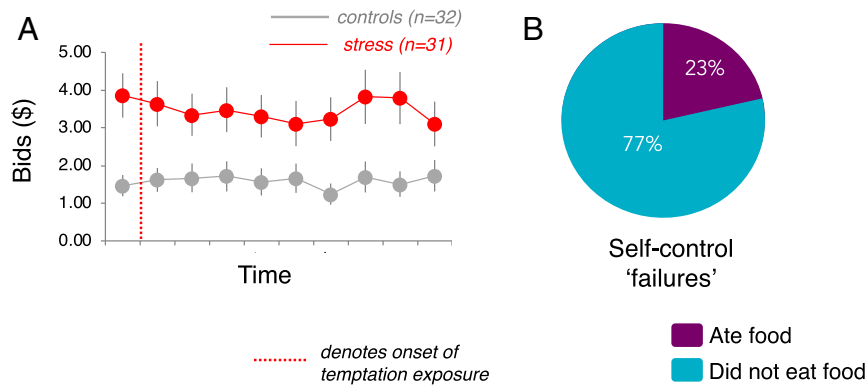 A
controls (n=32)
stress (n=31)
5.00
4.00
3.00
2.00
1.00
0.00
Bids ($)
Time
denotes onset of
temptation exposure
B
23%
77%
Self-control
'failures'
Ate food
Did not eat food